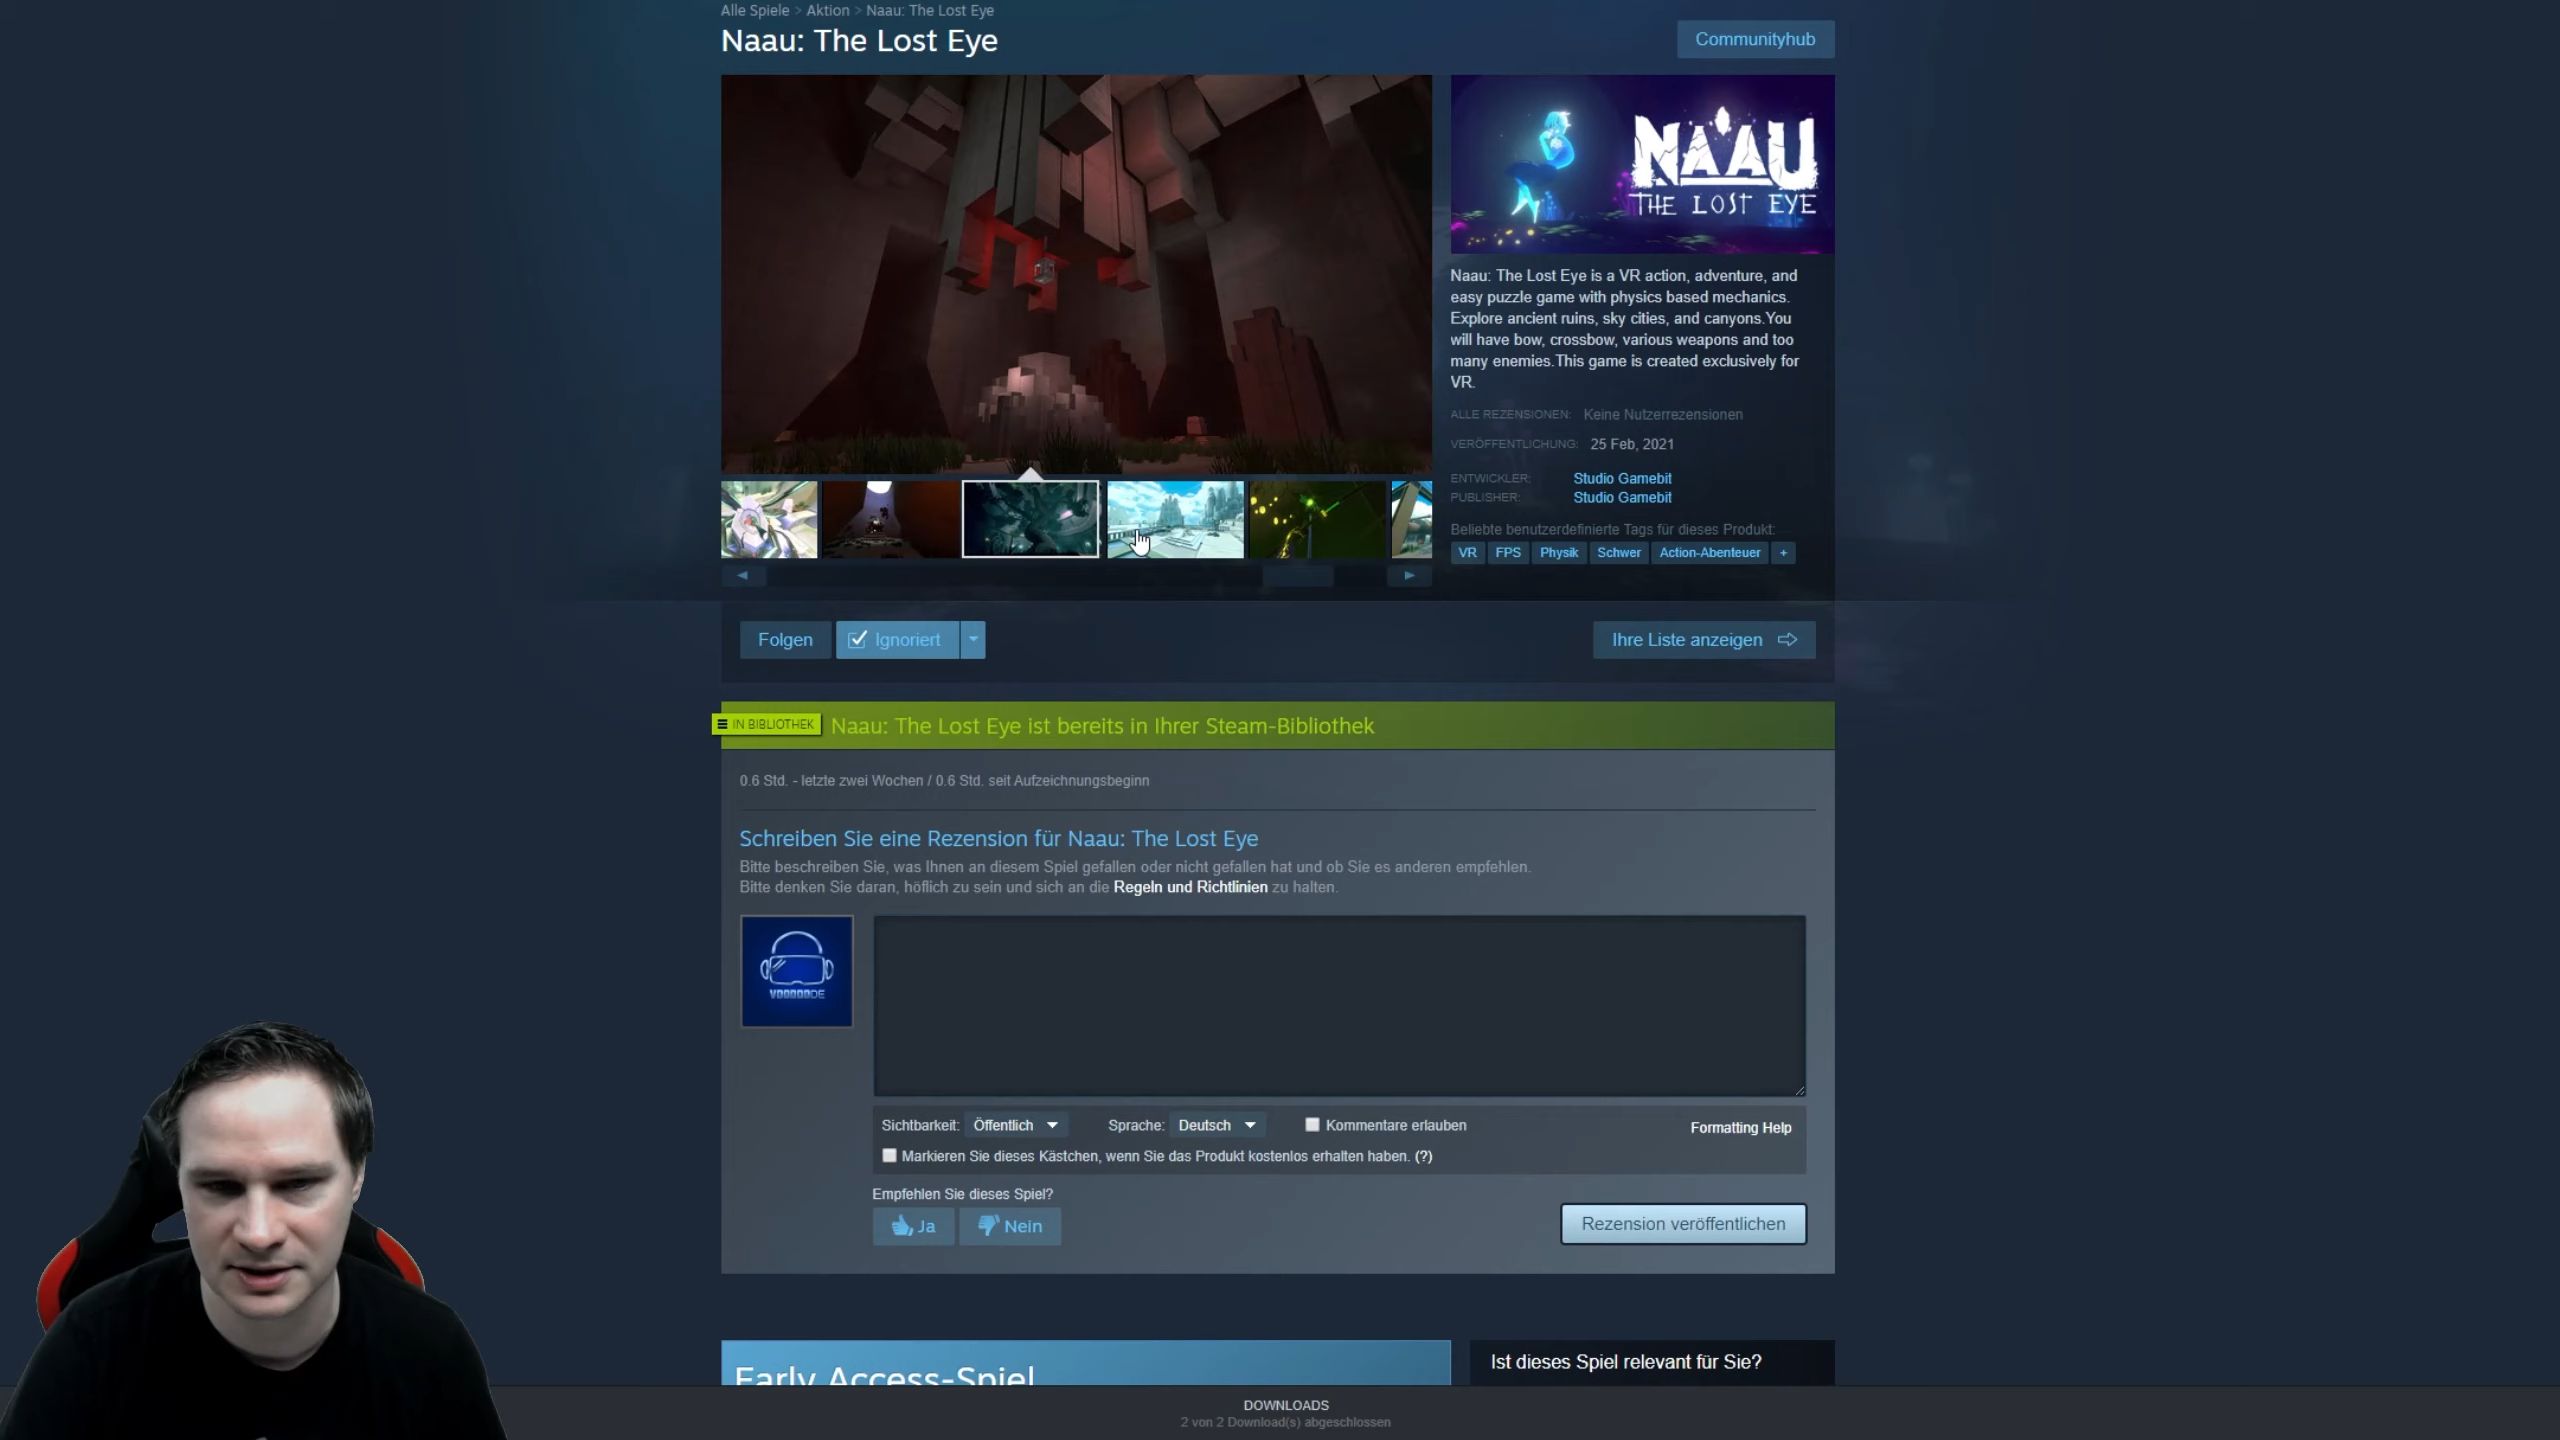 Alle Spiele > Aktion > Naau: The Lost Eye
Naau: The Lost Eye
Communityhub
NAAU
THE LOST EYE
Naau: The Lost Eye is a VR action, adventure, and
easy puzzle game with physics based mechanics.
Explore ancient ruins, sky cities, and canyons.You
will have bow, crossbow, various weapons and too
many enemies.This game is created exclusively for
VR.
ALLE REZENSIONEN: Keine Nutzerrezensionen
VERÖFFENTLICHUNG: 25 Feb, 2021
ENTWICKLER: Studio Gamebit
PUBLISHER: Studio Gamebit
Beliebte benutzerdefinierte Tags für dieses Produkt:
VR FPS Physik Schwer Action-Abenteuer +
Folgen Ignoriert Ihre Liste anzeigen
IN BIBLIOTHEK Naau: The Lost Eye ist bereits in Ihrer Steam-Bibliothek
0.6 Std. - letzte zwei Wochen / 0.6 Std. seit Aufzeichnungsbeginn
Schreiben Sie eine Rezension für Naau: The Lost Eye
Bitte beschreiben Sie, was Ihnen an diesem Spiel gefallen oder nicht gefallen hat und ob Sie es anderen empfehlen.
Bitte denken Sie daran, höflich zu sein und sich an die Regeln und Richtlinien zu halten.
VOODOODE
Sichtbarkeit: Öffentlich Sprache: Deutsch Kommentare erlauben Formatting Help
Markieren Sie dieses Kästchen, wenn Sie das Produkt kostenlos erhalten haben. (?)
Empfehlen Sie dieses Spiel?
Ja Nein Rezension veröffentlichen
Early Access-Spiel
Ist dieses Spiel relevant für Sie?
DOWNLOADS
2 von 2 Download(s) abgeschlossen